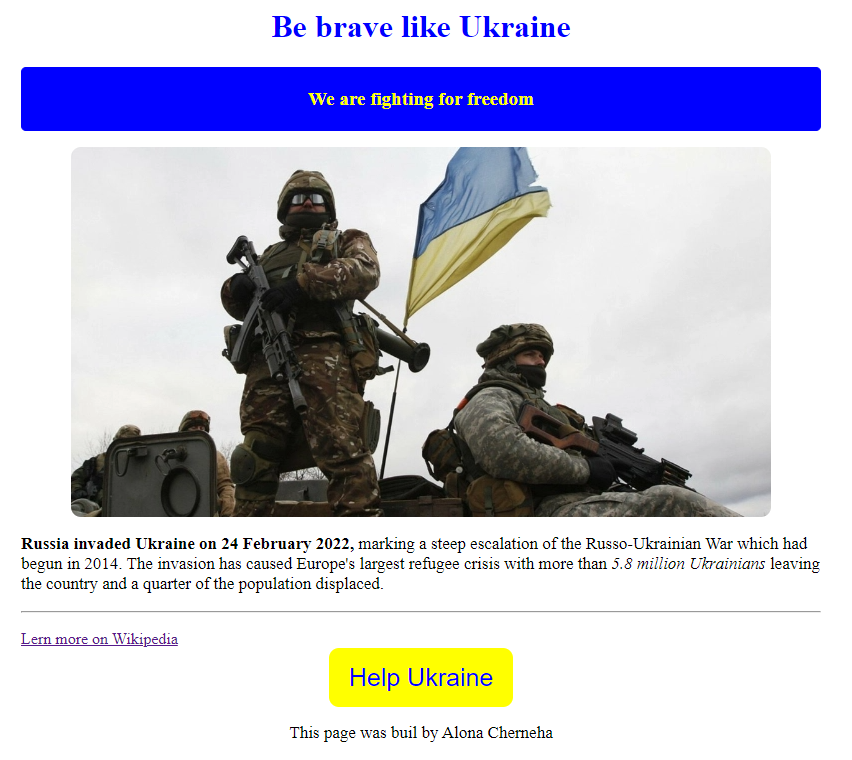 Be brave like Ukraine
We are fighting for freedom
Russia invaded Ukraine on 24 February 2022, marking a steep escalation of the Russo-Ukrainian War which had
begun in 2014. The invasion has caused Europe's largest refugee crisis with more than 5.8 million Ukrainians leaving
the country and a quarter of the population displaced.
Lern more on Wikipedia
Help Ukraine
This page was buil by Alona Cherneha